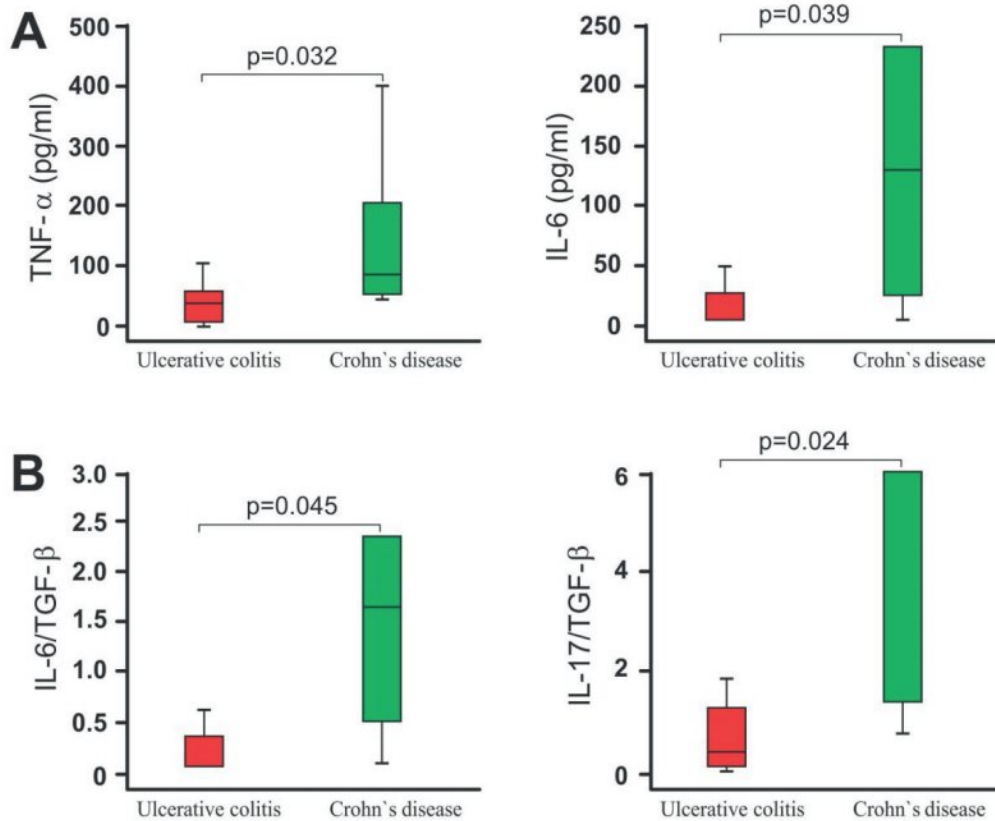 A
TNF-α (pg/ml)
500
400
300
200
100
0
p=0.032
Ulcerative colitis
Crohn`s disease
IL-6 (pg/ml)
250
200
150
100
50
0
p=0.039
Ulcerative colitis
Crohn`s disease
B
IL-6/TGF-β
3.0
2.5
1.0
1.5
1.0
0.5
0
p=0.045
Ulcerative colitis
Crohn`s disease
IL-17/TGF-β
6
4
2
0
p=0.024
Ulcerative colitis
Crohn`s disease